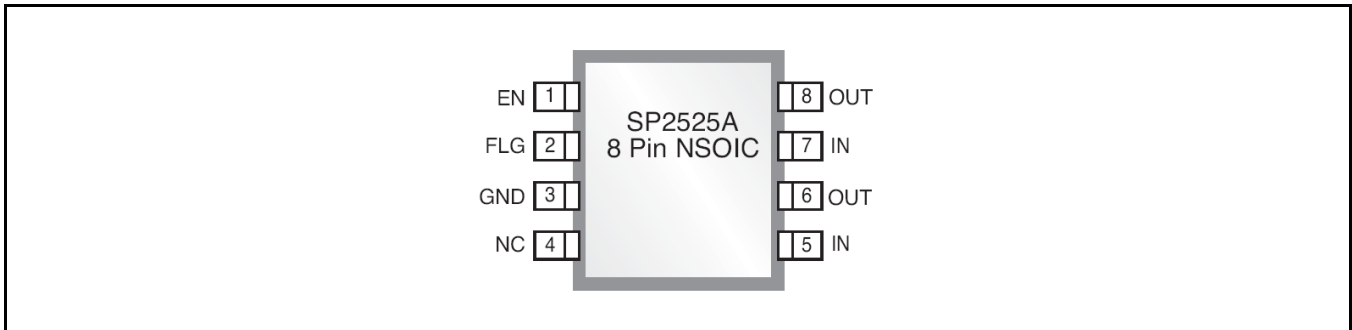 EN 1
FLG 2
GND 3
NC 4
SP2525A
8 Pin NSOIC
8 OUT
7 IN
6 OUT
5 IN